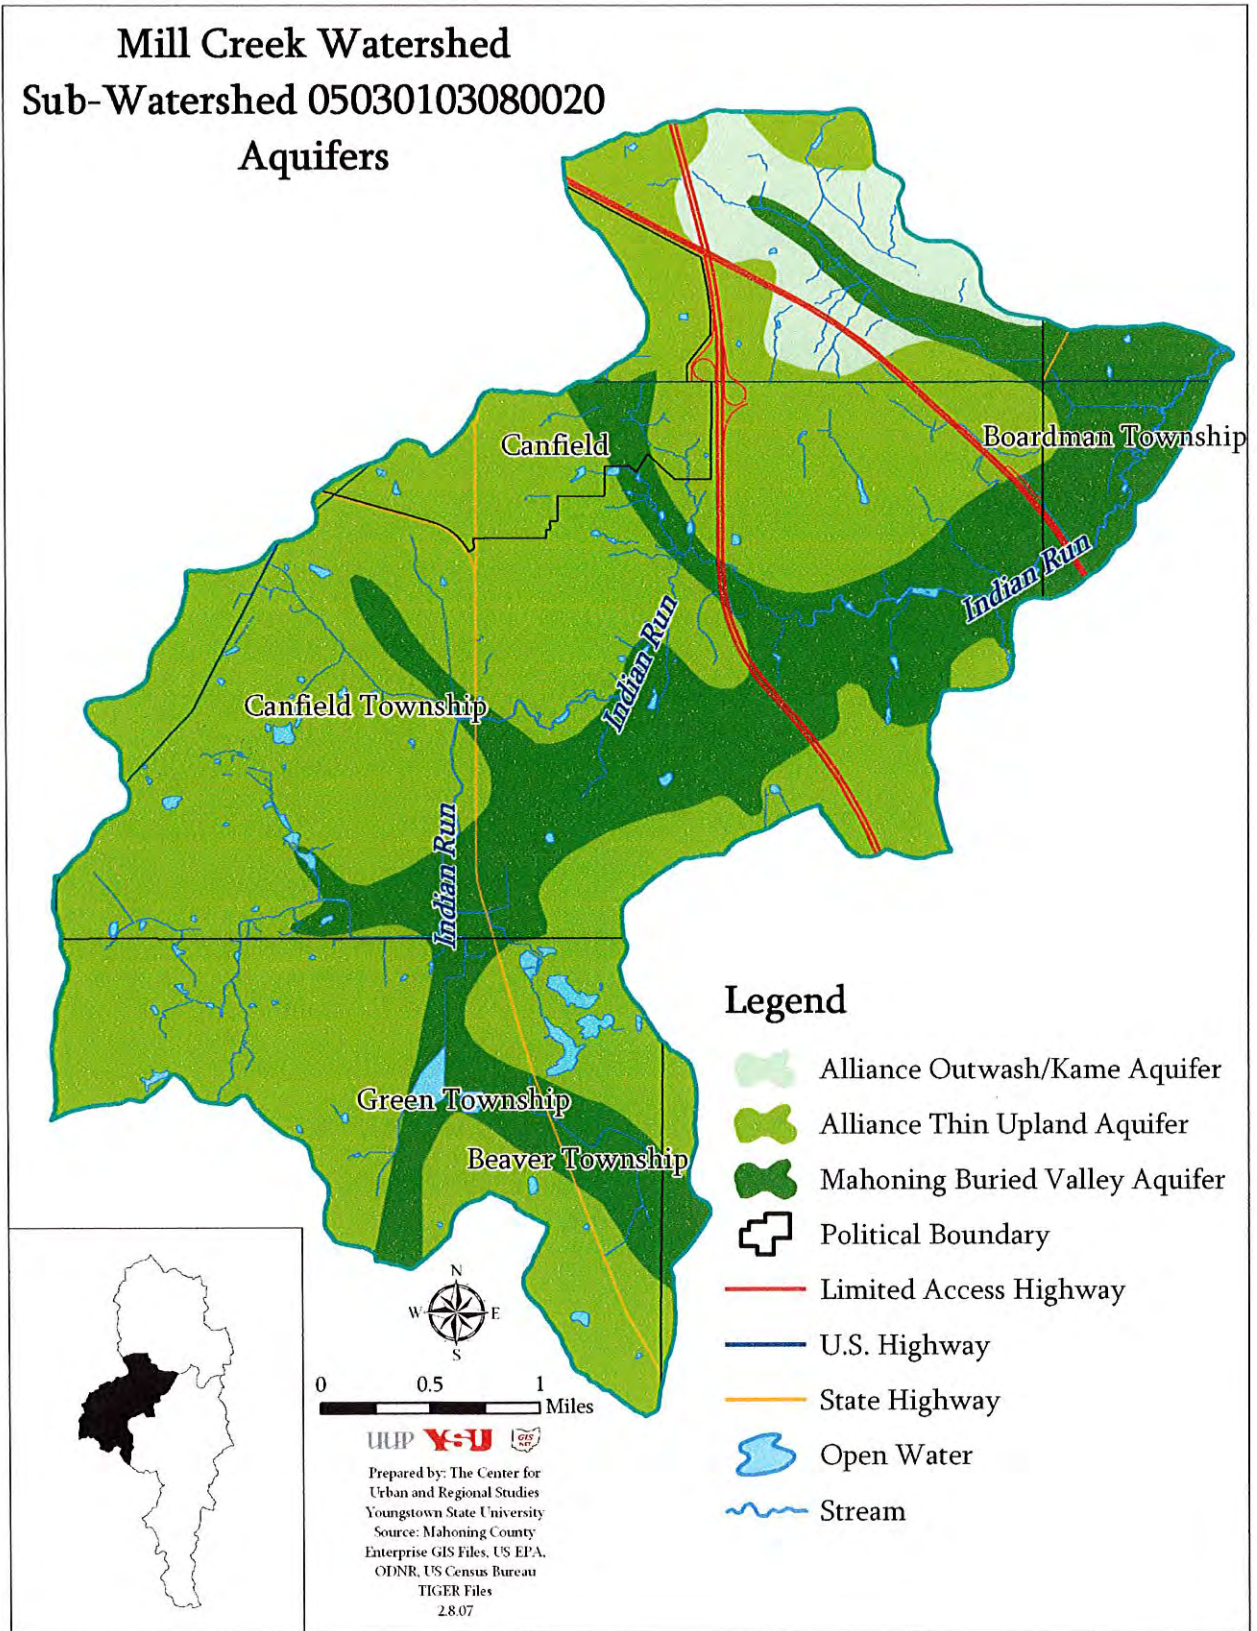 Mill Creek Watershed
Sub-Watershed 05030103080020
Aquifers
Canfield
Boardman Township
Indian Run
Indian Run
Canfield Township
Indian Run
Green Township
Beaver Township
Legend
Alliance Outwash/Kame Aquifer
Alliance Thin Upland Aquifer
Mahoning Buried Valley Aquifer
Political Boundary
Limited Access Highway
U.S. Highway
State Highway
Open Water
Stream
N
W E
S
0 0.5 1
Miles
UUP YSU GIS
Prepared by: The Center for
Urban and Regional Studies
Youngstown State University
Source: Mahoning County
Enterprise GIS Files, US EPA,
ODNR, US Census Bureau
TIGER Files
2.8.07